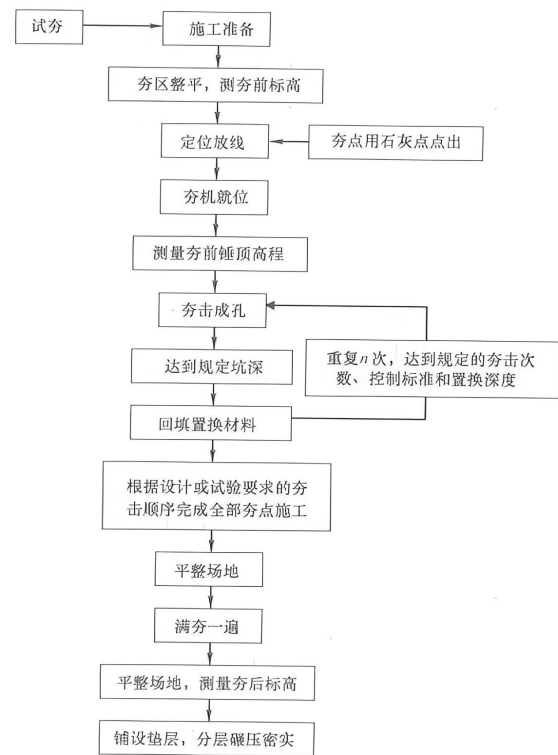 试夯
施工准备
夯区整平，测夯前标高
定位放线
夯点用石灰点点出
夯机就位
测量夯前锤顶高程
夯击成孔
达到规定坑深
重复n次，达到规定的夯击次
数、控制标准和置换深度
回填置换材料
根据设计或试验要求的夯
击顺序完成全部夯点施工
平整场地
满夯一遍
平整场地，测量夯后标高
铺设垫层，分层碾压密实